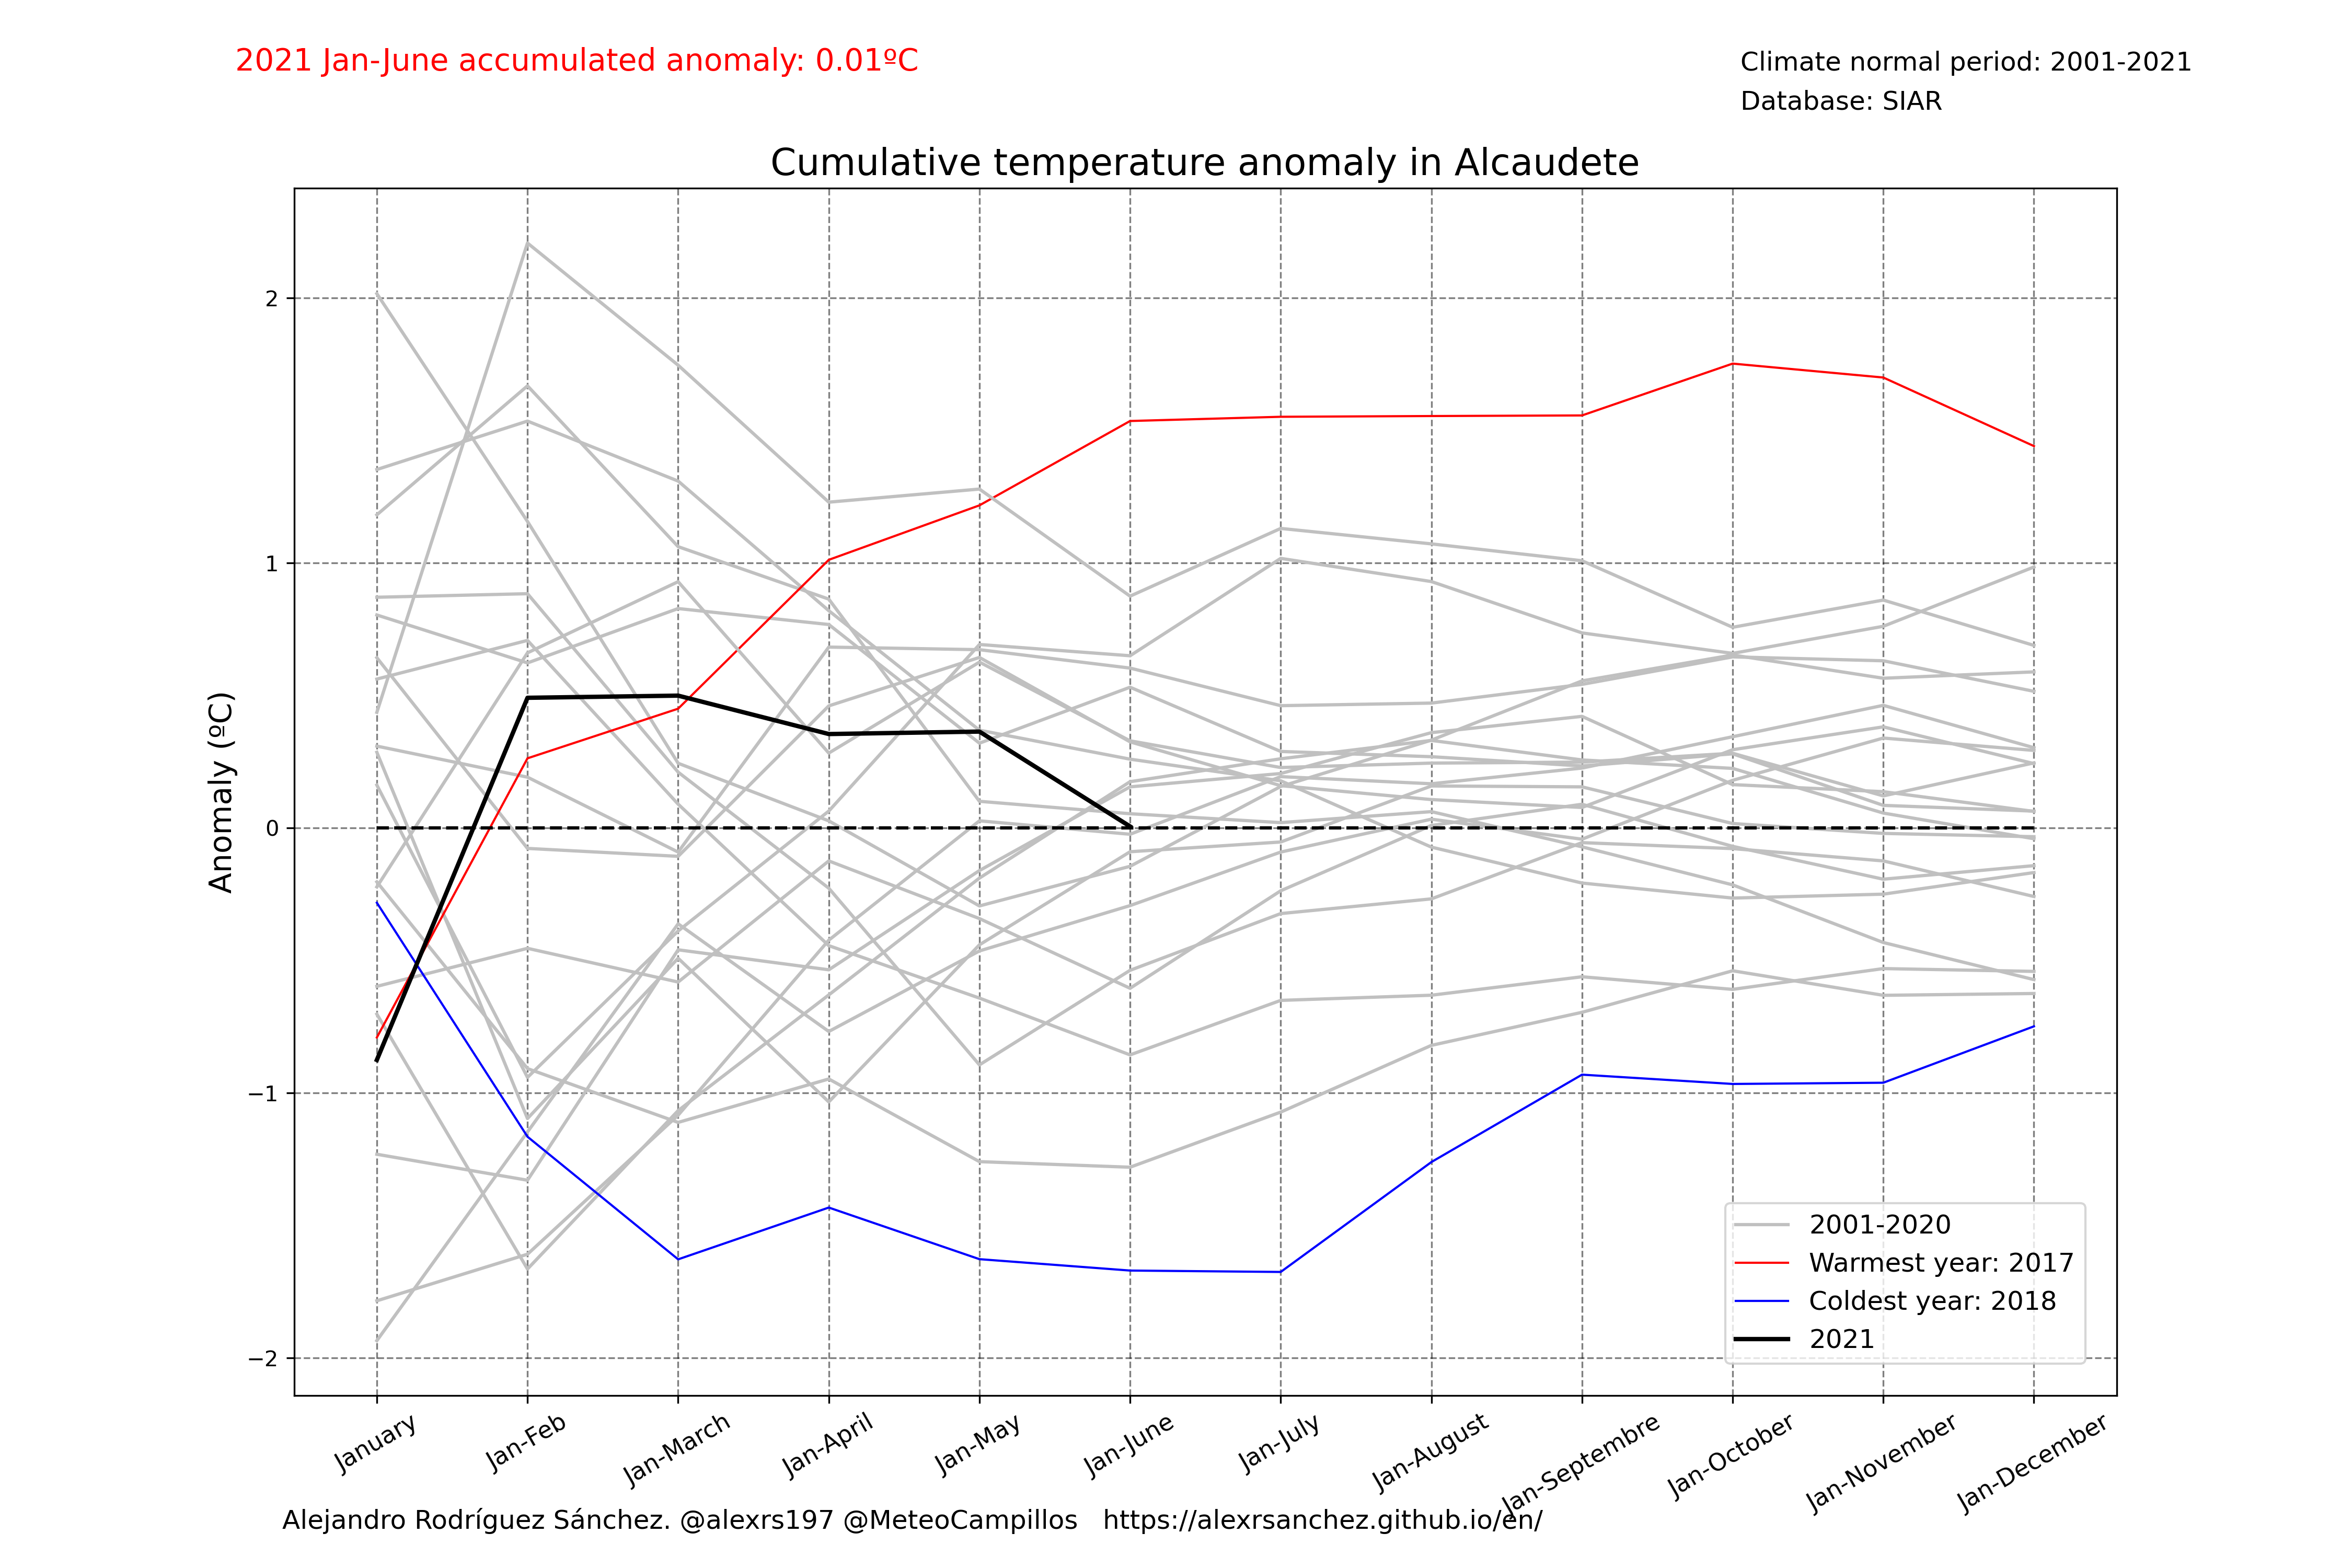 2021 Jan-June accumulated anomaly: 0.01ºC
Climate normal period: 2001-2021
Database: SIAR
Cumulative temperature anomaly in Alcaudete
Anomaly (ºC)
2
1
0
−1
−2
2001-2020
Warmest year: 2017
Coldest year: 2018
2021
January
Jan-Feb
Jan-March
Jan-April
Jan-May
Jan-June
Jan-July
Jan-August
Jan-Septembre
Jan-October
Jan-November
Jan-December
Alejandro Rodríguez Sánchez. @alexrs197 @MeteoCampillos https://alexrsanchez.github.io/en/